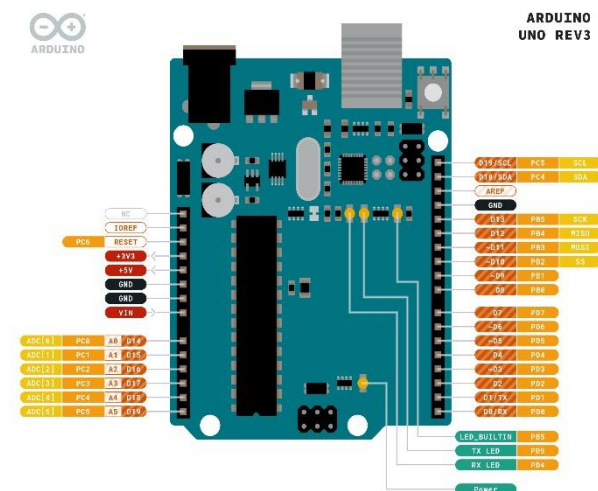 ARDUINO
ARDUINO
UNO REV3
D19/SCL PC5 SCL
D18/SDA PC4 SDA
AREF
GND
D13 PB5 SCK
D12 PB4 MISO
~D11 PB3 MOSI
~D10 PB2 SS
~D9 PB1
D8 PB0
D7 PD7
~D6 PD6
~D5 PD5
D4 PD4
~D3 PD3
D2 PD2
D1/TX PD1
D0/RX PD0
NC
IOREF
PC6 RESET
+3V3
+5V
GND
GND
VIN
ADC[0] PC0 A0 D14
ADC[1] PC1 A1 D15
ADC[2] PC2 A2 D16
ADC[3] PC3 A3 D17
ADC[4] PC4 A4 D18
ADC[5] PC5 A5 D19
LED_BUILTIN PB5
TX LED PD5
RX LED PD4
Power